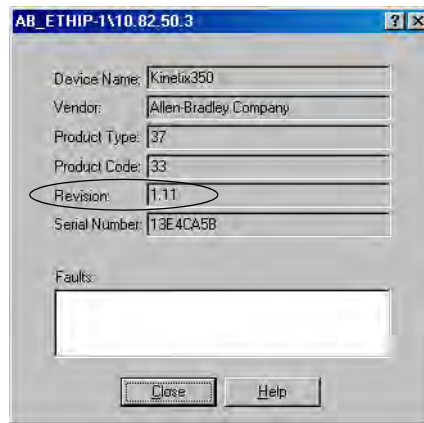 AB_ETHIP-1\10.82.50.3 ? ×
Device Name: Kinetix350
Vendor: Allen-Bradley Company
Product Type: 37
Product Code: 33
Revision: 1.11
Serial Number: 13E4CA5B
Faults:
Close Help